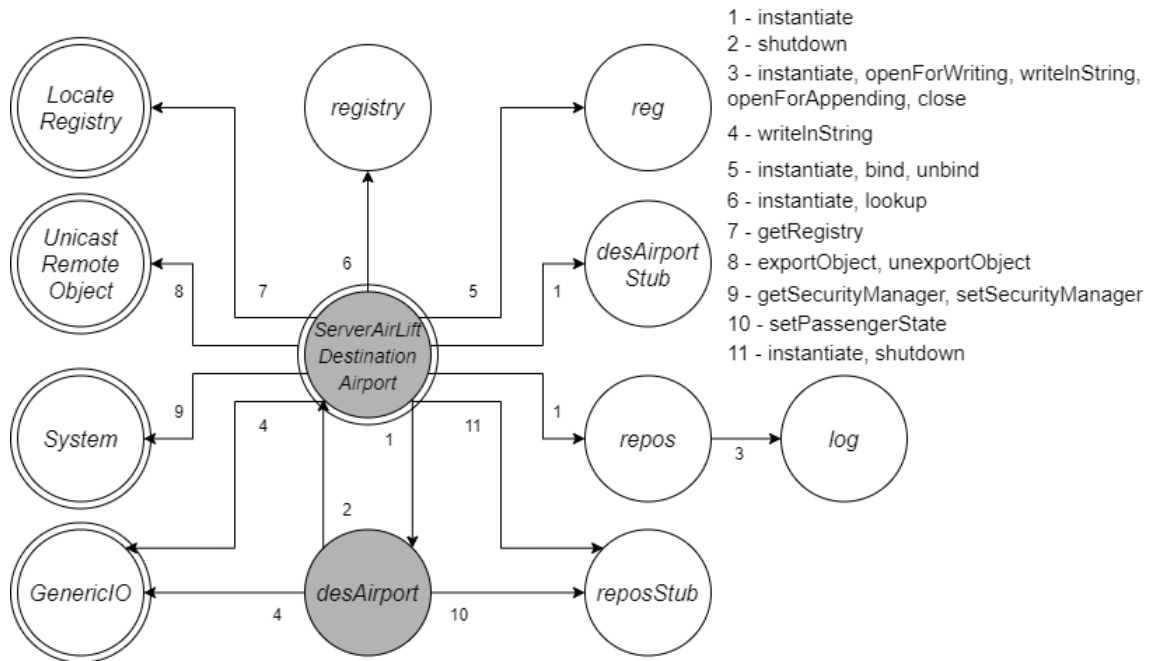 1 - instantiate
2 - shutdown
3 - instantiate, openForWriting, writeInString,
openForAppending, close
4 - writeInString
5 - instantiate, bind, unbind
6 - instantiate, lookup
7 - getRegistry
8 - exportObject, unexportObject
9 - getSecurityManager, setSecurityManager
10 - setPassengerState
11 - instantiate, shutdown
Locate
Registry
registry
reg
Unicast
Remote
Object
desAirport
Stub
6
8
7
5
1
ServerAirLift
Destination
Airport
System
9
4
1
11
1
repos
3
log
2
GenericIO
4
desAirport
10
reposStub